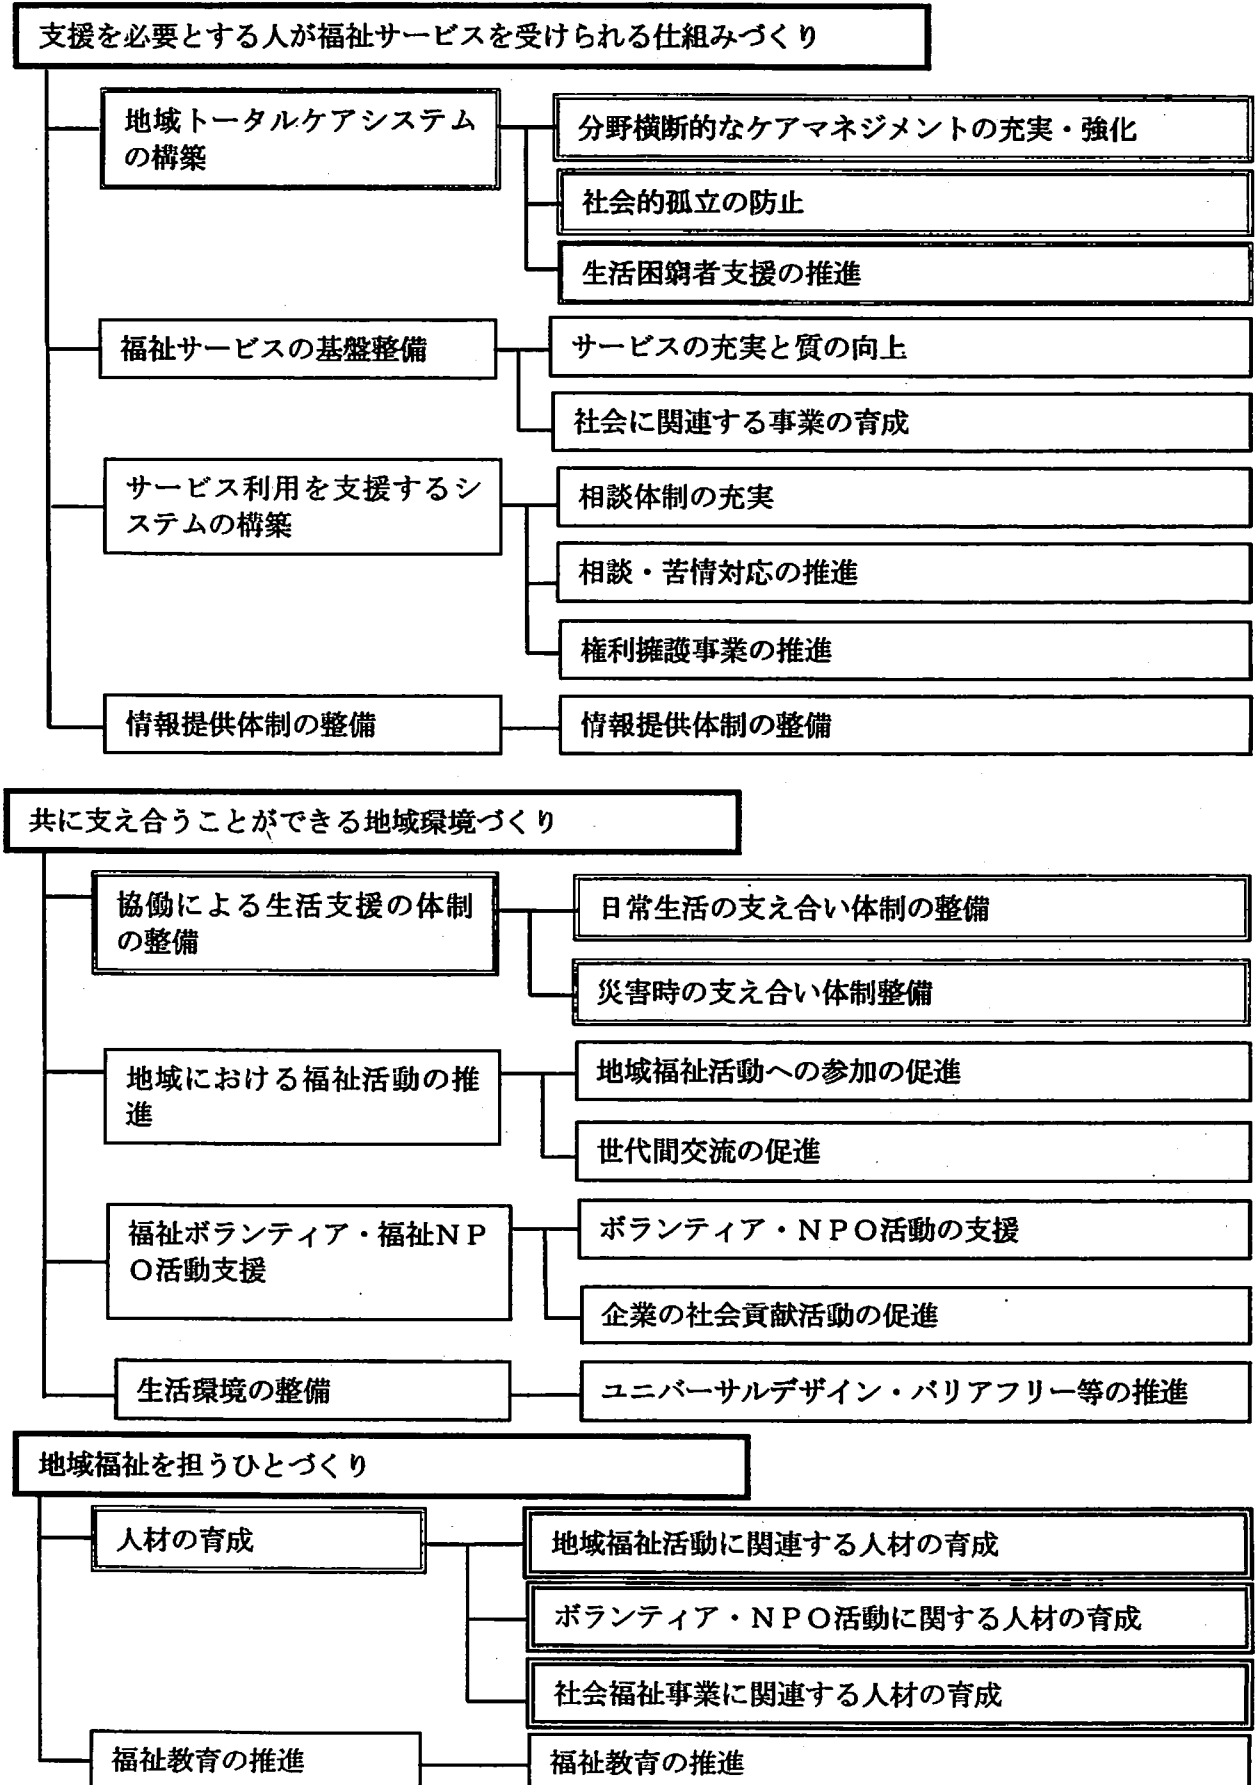 支援を必要とする人が福祉サービスを受けられる仕組みづくり
地域トータルケアシステム
の構築
分野横断的なケアマネジメントの充実・強化
社会的孤立の防止
生活困窮者支援の推進
福祉サービスの基盤整備
サービスの充実と質の向上
社会に関連する事業の育成
サービス利用を支援するシ
ステムの構築
相談体制の充実
相談・苦情対応の推進
権利擁護事業の推進
情報提供体制の整備
情報提供体制の整備
共に支え合うことができる地域環境づくり
協働による生活支援の体制
の整備
日常生活の支え合い体制の整備
災害時の支え合い体制整備
地域における福祉活動の推
進
地域福祉活動への参加の促進
世代間交流の促進
福祉ボランティア・福祉NP
O活動支援
ボランティア・NPO活動の支援
企業の社会貢献活動の促進
生活環境の整備
ユニバーサルデザイン・バリアフリー等の推進
地域福祉を担うひとづくり
人材の育成
地域福祉活動に関連する人材の育成
ボランティア・NPO活動に関する人材の育成
社会福祉事業に関連する人材の育成
福祉教育の推進
福祉教育の推進